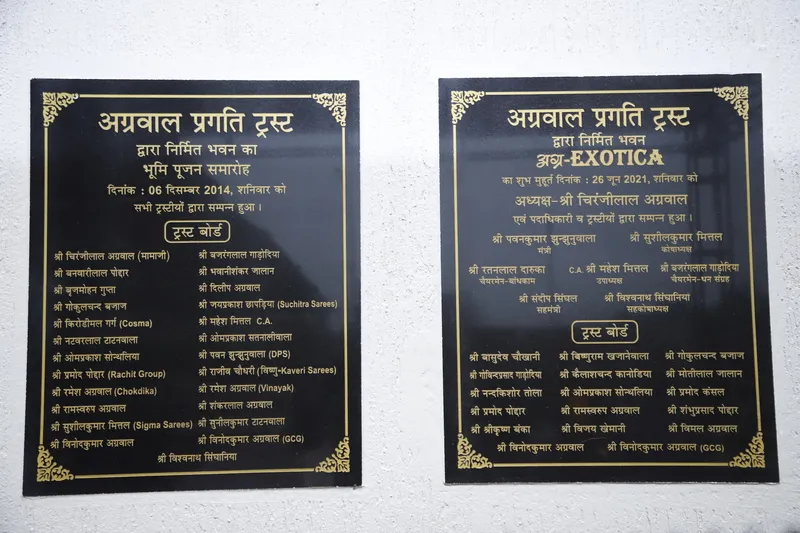 अग्रवाल प्रगति ट्रस्ट
द्वारा निर्मित भवन का
भूमि पूजन समारोह
दिनांक : 06 दिसम्बर 2014, शनिवार को
सभी ट्रस्टीयों द्वारा सम्पन्न हुआ ।
ट्रस्ट बोर्ड
श्री चिरंजीलाल अग्रवाल (मामाजी)
श्री बनवारीलाल पोद्दार
श्री बृजमोहन गुप्ता
श्री गोकुलचन्द बजाज
श्री किरोडीमल गर्ग (Cosma)
श्री नटवरलाल टाटनवाला
श्री ओमप्रकाश सोन्थलिया
श्री प्रमोद पोद्दार (Rachit Group)
श्री रमेश अग्रवाल (Chokdika)
श्री रामस्वरुप अग्रवाल
श्री सुशीलकुमार मित्तल (Sigma Sarees)
श्री विनोदकुमार अग्रवाल
श्री बजरंगलाल गाड़ोदिया
श्री भवानीशंकर जालान
श्री दिलीप अग्रवाल
श्री जयप्रकाश छापड़िया (Suchitra Sarees)
श्री महेश मित्तल C.A.
श्री ओमप्रकाश सतनालीवाला
श्री पवन झुन्झुनूवाला (DPS)
श्री राजीव चौधरी (विष्णु-Kaveri Sarees)
श्री रमेश अग्रवाल (Vinayak)
श्री शंकरलाल अग्रवाल
श्री सुनीलकुमार टाटनवाला
श्री विनोदकुमार अग्रवाल (GCG)
श्री विश्वनाथ सिंघानिया
अग्रवाल प्रगति ट्रस्ट
द्वारा निर्मित भवन
अग्र-EXOTICA
का शुभ मुहूर्त दिनांक : 26 जून 2021, शनिवार को
अध्यक्ष-श्री चिरंजीलाल अग्रवाल
एवं पदाधिकारी व ट्रस्टीयों द्वारा सम्पन्न हुआ ।
श्री पवनकुमार झुन्झुनूवाला श्री सुशीलकुमार मित्तल
मंत्री कोषाध्यक्ष
श्री रतनलाल दारुका C.A. श्री महेश मित्तल श्री बजरंगलाल गाड़ोदिया
चेयरमेन-बांधकाम उपाध्यक्ष चेयरमेन-धन संग्रह
श्री संदीप सिंघल श्री विश्वनाथ सिंघानिया
सहमंत्री सहकोषाध्यक्ष
ट्रस्ट बोर्ड
श्री बासुदेव चौखानी श्री बिष्णुराम खजानेवाला श्री गोकुलचन्द बजाज
श्री गोविन्दप्रसाद गाड़ोदिया श्री कैलाशचन्द कानोडिया श्री मोतीलाल जालान
श्री नन्दकिशोर तोला श्री ओमप्रकाश सोन्थलिया श्री प्रमोद कंसल
श्री प्रमोद पोद्दार श्री रामस्वरुप अग्रवाल श्री शंभुप्रसाद पोद्दार
श्री श्रीकृष्ण बंका श्री विजय खेमानी श्री विमल अग्रवाल
श्री विनोदकुमार अग्रवाल श्री विनोदकुमार अग्रवाल (GCG)